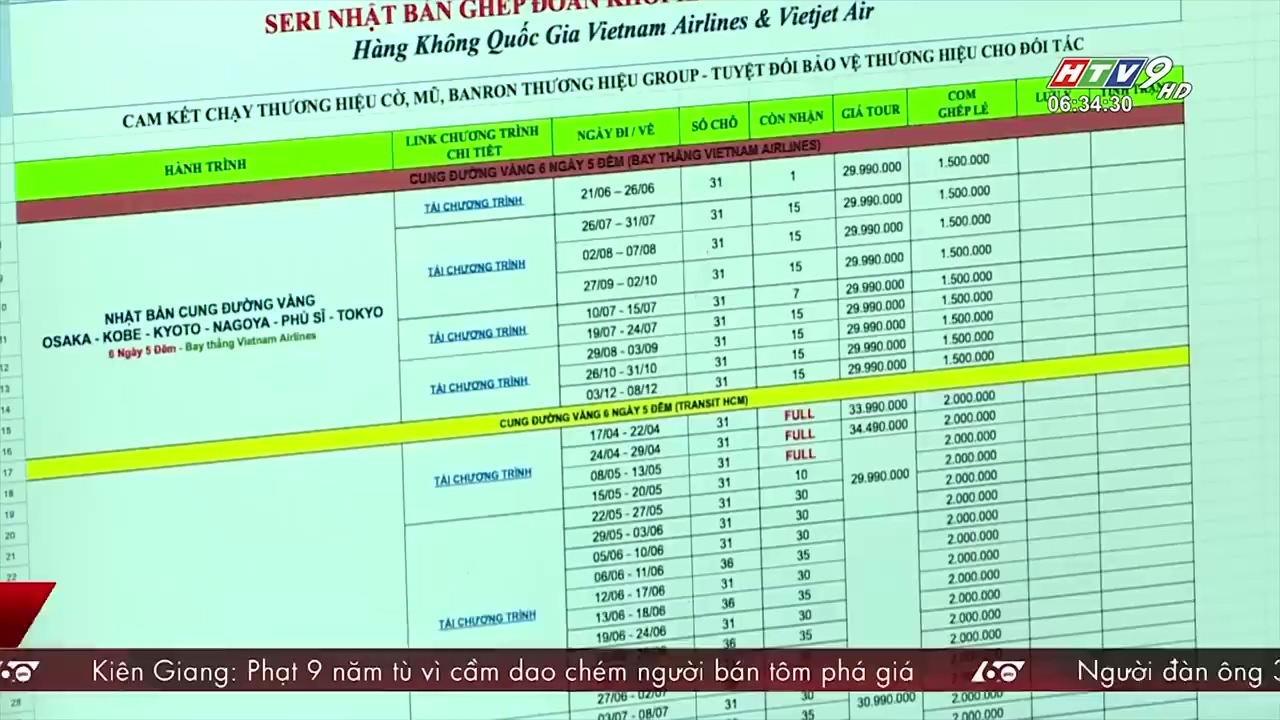 SERI NHẬT BẢN GHÉP ĐOÀN
Hàng Không Quốc Gia Vietnam Airlines & Vietjet Air
CAM KẾT CHẠY THƯƠNG HIỆU CỜ, MŨ, BANRON THƯƠNG HIỆU GROUP - TUYỆT ĐỐI BẢO VỆ THƯƠNG HIỆU CHO ĐỐI TÁC
HTV9 HD
06:34:30
HÀNH TRÌNH LINK CHƯƠNG TRÌNH CHI TIẾT NGÀY ĐI / VỀ SỐ CHỖ CÒN NHẬN GIÁ TOUR COM GHÉP LẺ
CUNG ĐƯỜNG VÀNG 6 NGÀY 5 ĐÊM (BAY THẲNG VIETNAM AIRLINES)
NHẬT BẢN CUNG ĐƯỜNG VÀNG
OSAKA - KOBE - KYOTO - NAGOYA - PHÚ SĨ - TOKYO
6 Ngày 5 Đêm - Bay thẳng Vietnam Airlines
TẢI CHƯƠNG TRÌNH 21/06 – 26/06 31 1 29.990.000 1.500.000
26/07 – 31/07 31 15 29.990.000 1.500.000
TẢI CHƯƠNG TRÌNH 02/08 – 07/08 31 15 29.990.000 1.500.000
27/09 – 02/10 31 15 29.990.000 1.500.000
10/07 - 15/07 31 7 29.990.000 1.500.000
TẢI CHƯƠNG TRÌNH 19/07 - 24/07 31 15 29.990.000 1.500.000
29/08 - 03/09 31 15 29.990.000 1.500.000
TẢI CHƯƠNG TRÌNH 26/10 - 31/10 31 15 29.990.000 1.500.000
03/12 - 08/12 31 15 29.990.000 1.500.000
CUNG ĐƯỜNG VÀNG 6 NGÀY 5 ĐÊM (TRANSIT HCM)
17/04 - 22/04 31 FULL 33.990.000 2.000.000
24/04 - 29/04 31 FULL 34.490.000 2.000.000
TẢI CHƯƠNG TRÌNH 08/05 - 13/05 31 FULL 29.990.000 2.000.000
15/05 - 20/05 31 10 2.000.000
22/05 - 27/05 31 30 2.000.000
29/05 - 03/06 31 30 2.000.000
05/06 - 10/06 31 30 2.000.000
06/06 - 11/06 36 35 2.000.000
12/06 - 17/06 31 30 2.000.000
TẢI CHƯƠNG TRÌNH 13/06 - 18/06 36 35 2.000.000
19/06 - 24/06 31 30 2.000.000
36 35 2.000.000
Kiên Giang: Phạt 9 năm tù vì cầm dao chém người bán tôm phá giá 60 Người đàn ông
30 2.000.000
03/07 - 08/07 31 35 30.990.000 2.000.000